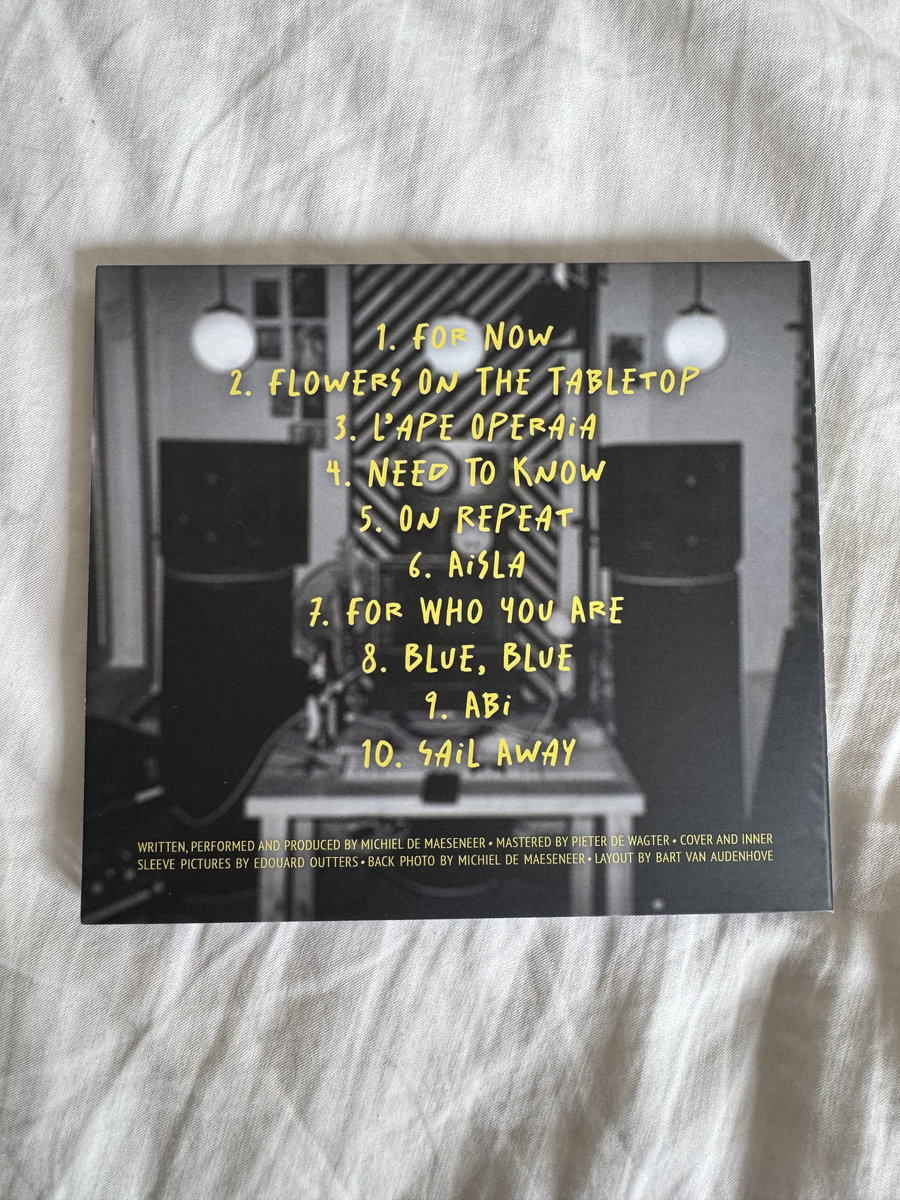 1. FOR NOW
2. FLOWERS ON THE TABLETOP
3. L'APE OPERAiA
4. NEED TO KNOW
5. ON REPEAT
6. AiSLA
7. FOR WHO YOU ARE
8. BLUE, BLUE
9. ABi
10. SAiL AWAY
WRITTEN, PERFORMED AND PRODUCED BY MICHIEL DE MAESENEER • MASTERED BY PIETER DE WAGTER • COVER AND INNER
SLEEVE PICTURES BY EDOUARD OUTTERS • BACK PHOTO BY MICHIEL DE MAESENEER • LAYOUT BY BART VAN AUDENHOVE